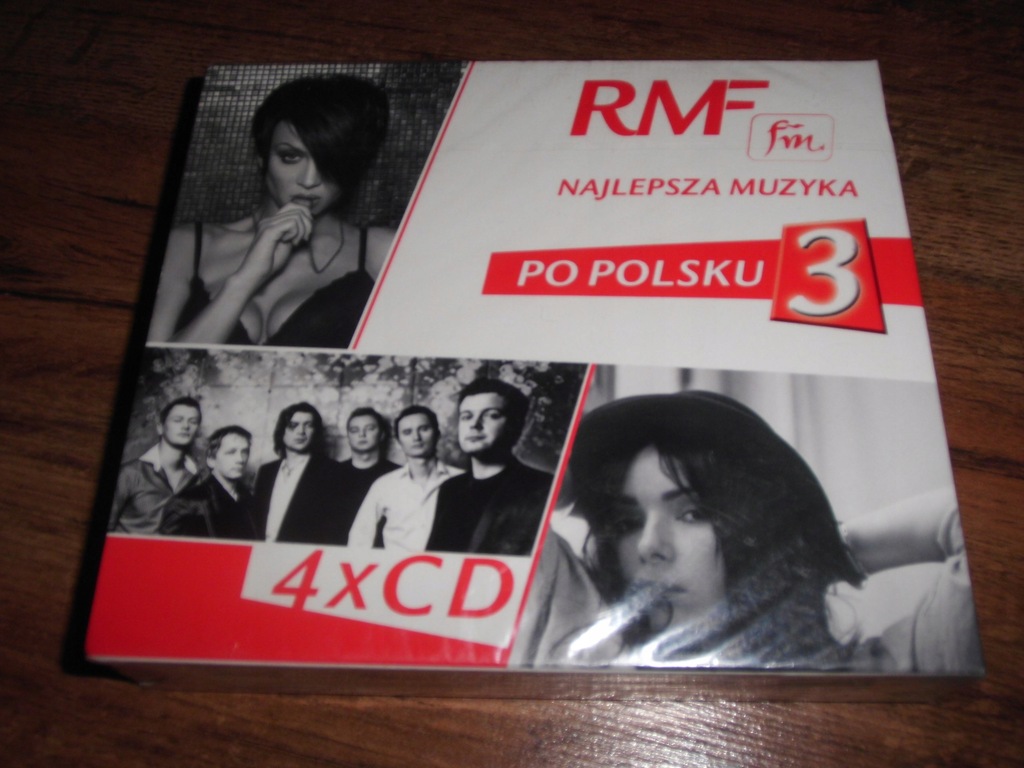 RMF
fm
NAJLEPSZA MUZYKA
PO POLSKU 3
4xCD